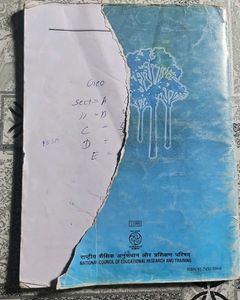 Geo
Sect = A
" = B
C =
D =
E =
राष्ट्रीय शैक्षिक अनुसंधान और प्रशिक्षण परिषद्
NATIONAL COUNCIL OF EDUCATIONAL RESEARCH AND TRAINING